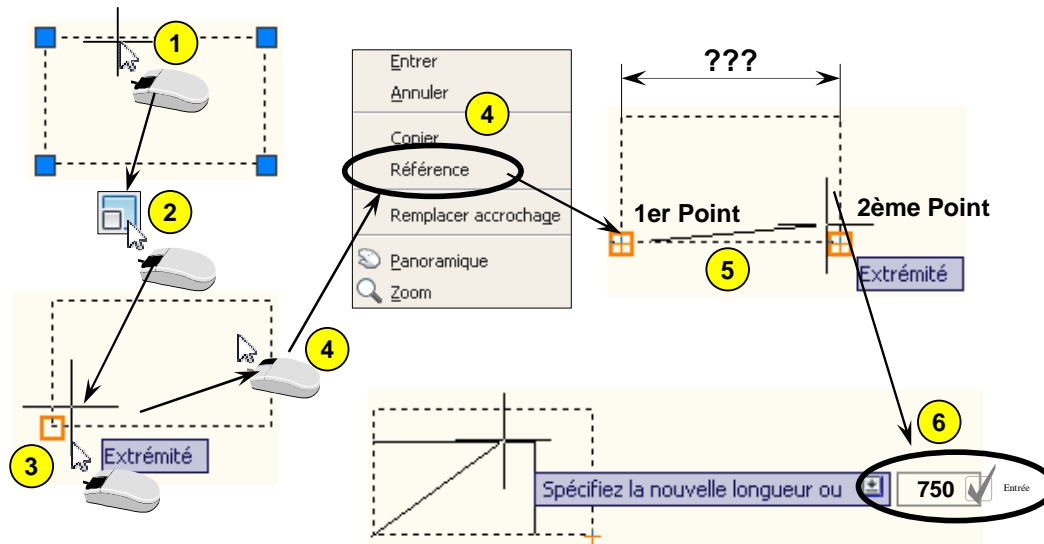 1
2
3
Extrémité
4
Entrer
Annuler
4
Copier
Référence
Remplacer accrochage
Panoramique
Zoom
???
1er Point
2ème Point
5
Extrémité
6
Spécifiez la nouvelle longueur ou
750
Entrée